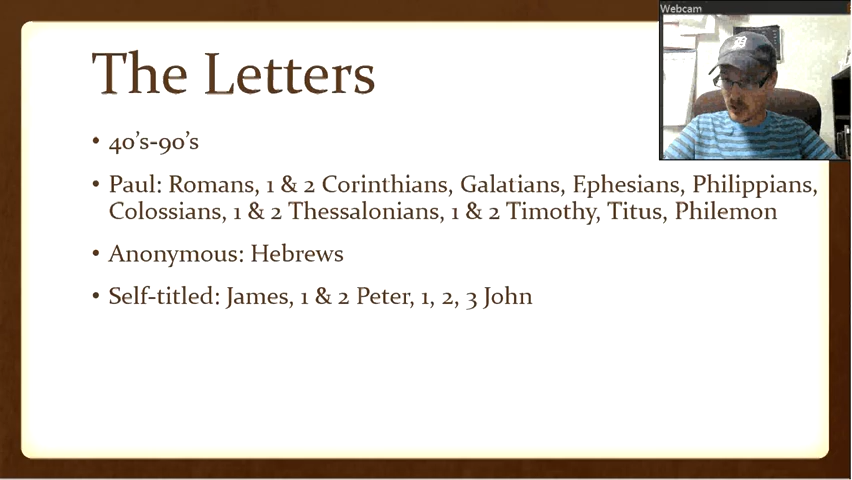 Webcam
The Letters
• 40's-90's
• Paul: Romans, 1 & 2 Corinthians, Galatians, Ephesians, Philippians,
Colossians, 1 & 2 Thessalonians, 1 & 2 Timothy, Titus, Philemon
• Anonymous: Hebrews
• Self-titled: James, 1 & 2 Peter, 1, 2, 3 John